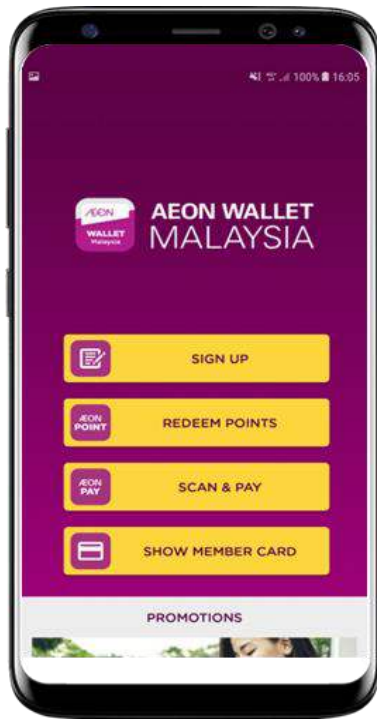 100% 16:05
ÆON
WALLET
Malaysia
AEON WALLET
MALAYSIA
SIGN UP
ÆON
POINT
REDEEM POINTS
ÆON
PAY
SCAN & PAY
SHOW MEMBER CARD
PROMOTIONS